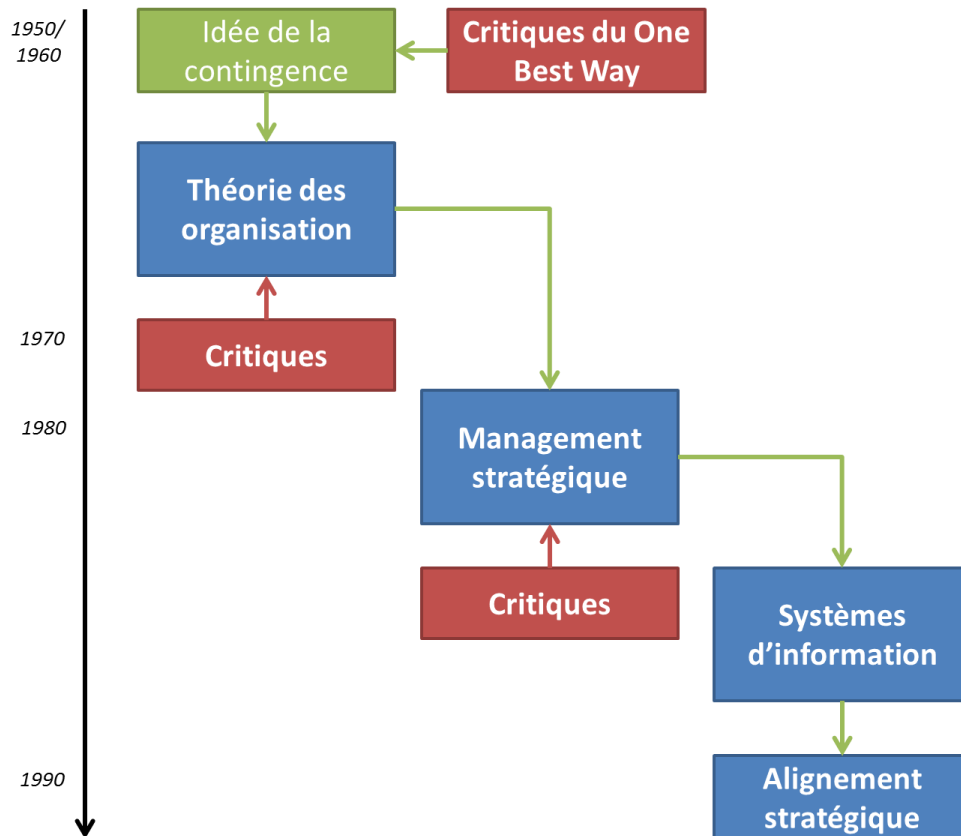 1950/
1960
Idée de la
contingence
Critiques du One
Best Way
Théorie des
organisation
1970
Critiques
1980
Management
stratégique
Critiques
Systèmes
d’information
1990
Alignement
stratégique